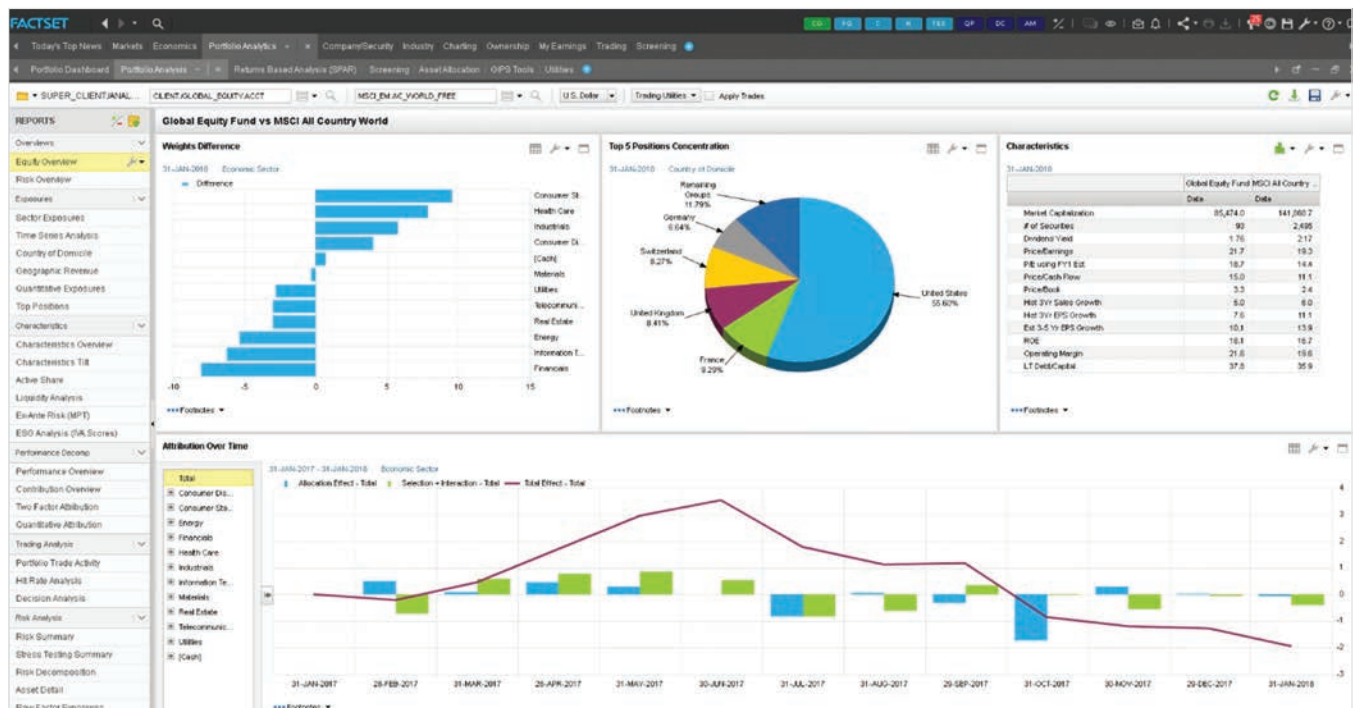 FACTSET
CG FQ C N TEX QF DC AM
Today's Top News Markets Economics Portfolio Analytics Company/Security Industry Charting Ownership My Earnings Trading Screening
Portfolio Dashboard Portfolio Analysis Returns Based Analysis (SPAR) Screening Asset Allocation GIPS Tools Utilities
SUPER_CLIENT/ANAL... CLIENT:/GLOBAL_EQUITY.ACCT MSCI_EM:AC_WORLD_FREE U.S. Dollar Trading Utilities Apply Trades
REPORTS
Overviews
Equity Overview
Risk Overview
Exposures
Sector Exposures
Time Series Analysis
Country of Domicile
Geographic Revenue
Quantitative Exposures
Top Positions
Characteristics
Characteristics Overview
Characteristics Tilt
Active Share
Liquidity Analysis
Ex-Ante Risk (MPT)
ESG Analysis (IVA Scores)
Performance Decomp
Performance Overview
Contribution Overview
Two Factor Attribution
Quantitative Attribution
Trading Analysis
Portfolio Trade Activity
Hit Rate Analysis
Decision Analysis
Risk Analysis
Risk Summary
Stress Testing Summary
Risk Decomposition
Asset Detail
Global Equity Fund vs MSCI All Country World
Weights Difference
31-JAN-2018 Economic Sector
Difference
Consumer St...
Health Care
Industrials
Consumer Di...
[Cash]
Materials
Utilities
Telecommuni...
Real Estate
Energy
Information T...
Financials
-10 -5 0 5 10 15
Footnotes
Top 5 Positions Concentration
31-JAN-2018 Country of Domicile
Remaining
Groups
11.79%
Germany
6.64%
Switzerland
8.27%
United Kingdom
8.41%
France
9.29%
United States
55.60%
Footnotes
Characteristics
31-JAN-2018
Global Equity Fund MSCI All Country ...
Data Data
Market Capitalization 85,474.0
# of Securities 93 2,495
Dividend Yield 1.76 2.17
Price/Earnings 21.7 19.3
P/E using FY1 Est 18.7 14.4
Price/Cash Flow 15.0 11.1
Price/Book 3.3 2.4
Hist 3Yr Sales Growth 5.0 6.0
Hist 3Yr EPS Growth 7.6 11.1
Est 3-5 Yr EPS Growth 10.1 13.9
ROE 18.1 16.7
Operating Margin 21.6 19.6
LT Debt/Capital 37.8 35.9
Footnotes
Attribution Over Time
Total
Consumer Dis...
Consumer Sta...
Energy
Financials
Health Care
Industrials
Information Te...
Materials
Real Estate
Telecommunic...
Utilities
[Cash]
31-JAN-2017 - 31-JAN-2018 Economic Sector
Allocation Effect - Total Selection + Interaction - Total Total Effect - Total
4
3
2
1
0
-1
-2
-3
31-JAN-2017 28-FEB-2017 31-MAR-2017 28-APR-2017 31-MAY-2017 30-JUN-2017 31-JUL-2017 31-AUG-2017 29-SEP-2017 31-OCT-2017 30-NOV-2017 29-DEC-2017 31-JAN-2018
Footnotes